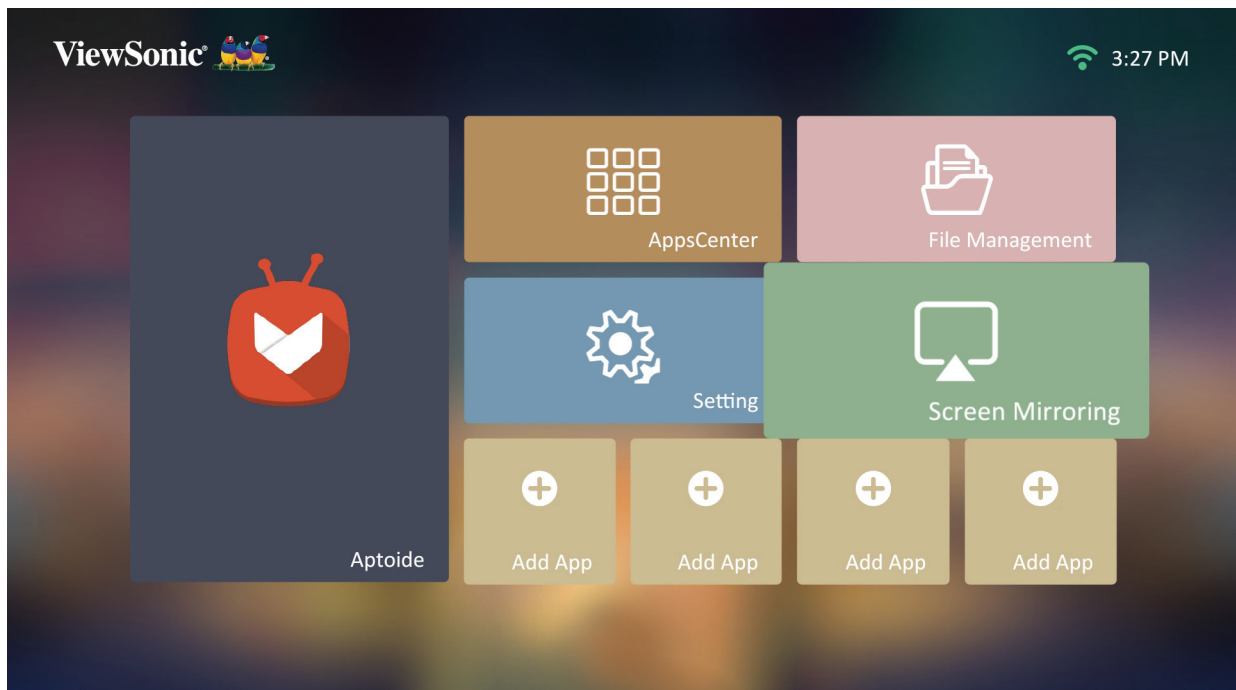 ViewSonic®
3:27 PM
AppsCenter
File Management
Setting
Screen Mirroring
Aptoide
Add App
Add App
Add App
Add App